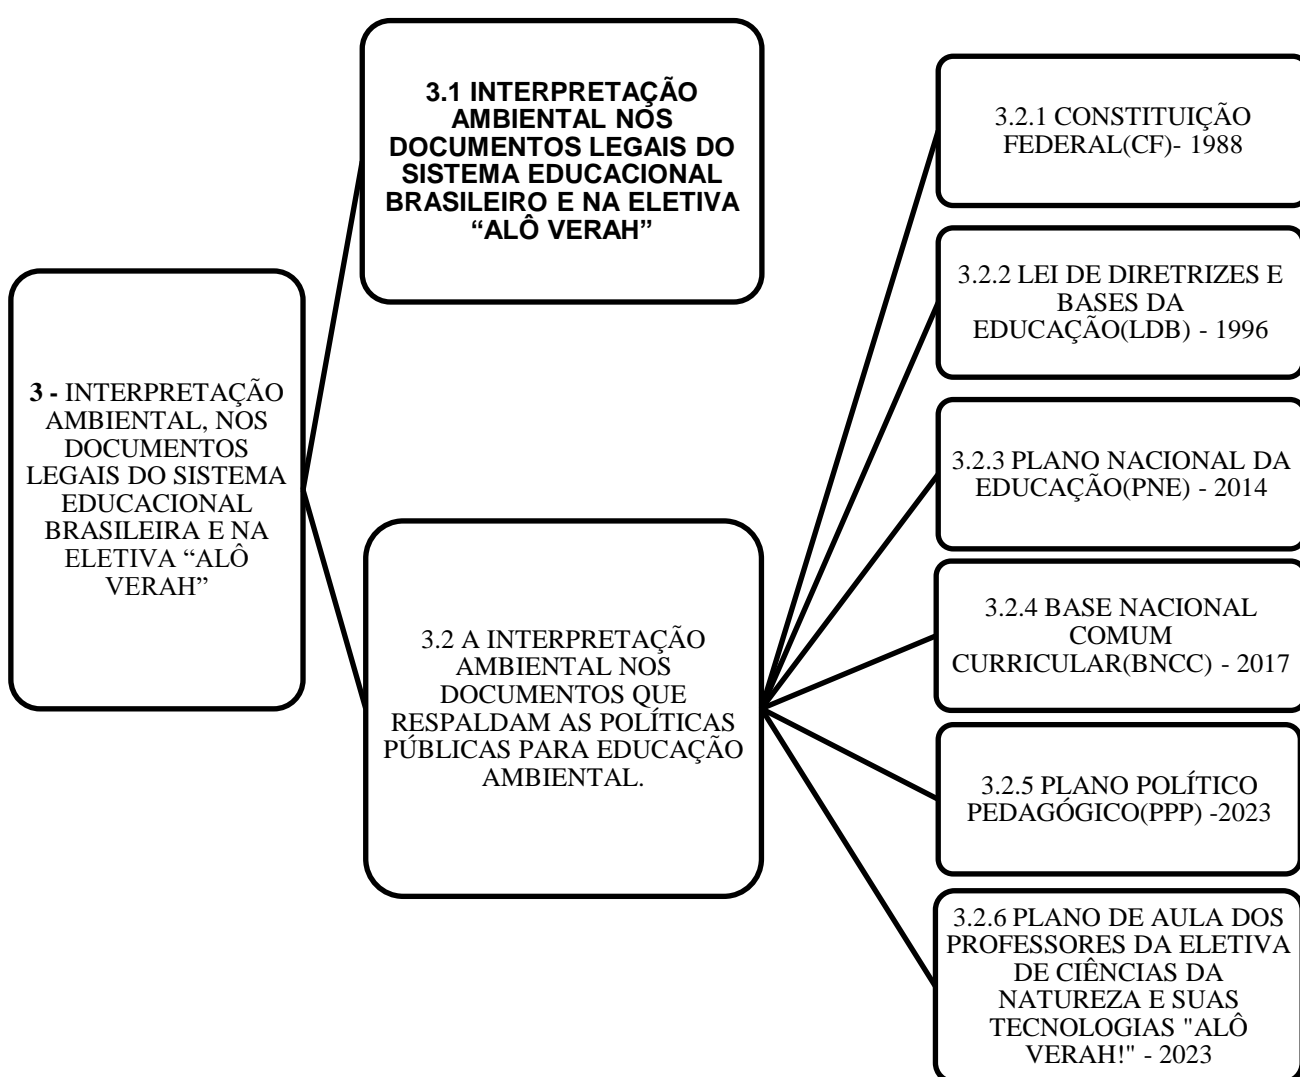 3 - INTERPRETAÇÃO
AMBIENTAL, NOS
DOCUMENTOS
LEGAIS DO SISTEMA
EDUCACIONAL
BRASILEIRA E NA
ELETIVA “ALÔ
VERAH”
3.1 INTERPRETAÇÃO
AMBIENTAL NOS
DOCUMENTOS LEGAIS DO
SISTEMA EDUCACIONAL
BRASILEIRO E NA ELETIVA
“ALÔ VERAH”
3.2 A INTERPRETAÇÃO
AMBIENTAL NOS
DOCUMENTOS QUE
RESPALDAM AS POLÍTICAS
PÚBLICAS PARA EDUCAÇÃO
AMBIENTAL.
3.2.1 CONSTITUIÇÃO
FEDERAL(CF)- 1988
3.2.2 LEI DE DIRETRIZES E
BASES DA
EDUCAÇÃO(LDB) - 1996
3.2.3 PLANO NACIONAL DA
EDUCAÇÃO(PNE) - 2014
3.2.4 BASE NACIONAL
COMUM
CURRICULAR(BNCC) - 2017
3.2.5 PLANO POLÍTICO
PEDAGÓGICO(PPP) -2023
3.2.6 PLANO DE AULA DOS
PROFESSORES DA ELETIVA
DE CIÊNCIAS DA
NATUREZA E SUAS
TECNOLOGIAS "ALÔ
VERAH!" - 2023